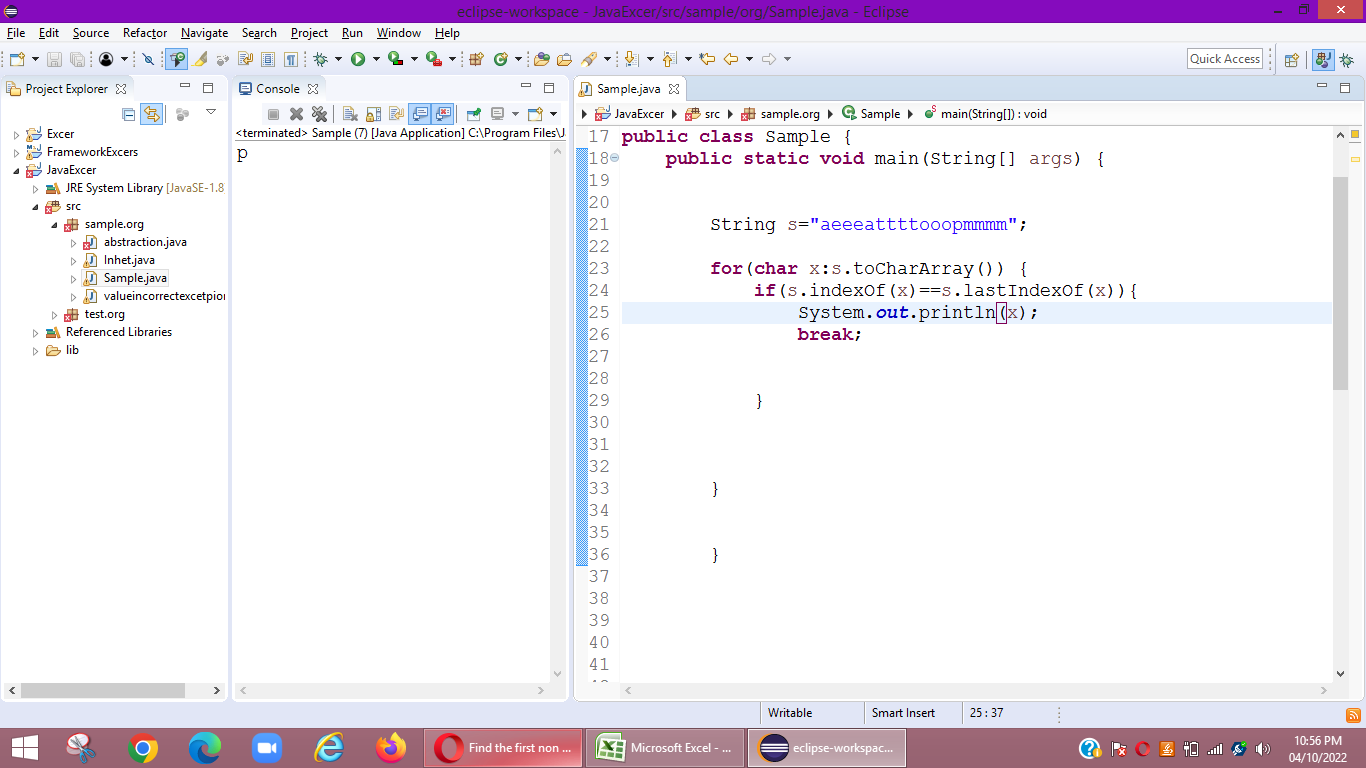 eclipse-workspace - JavaExcer/src/sample/org/Sample.java - Eclipse
File Edit Source Refactor Navigate Search Project Run Window Help
Quick Access
Project Explorer
Excer
FrameworkExcers
JavaExcer
JRE System Library [JavaSE-1.8
src
sample.org
abstraction.java
Inhet.java
Sample.java
valueincorrectexcetpion
test.org
Referenced Libraries
lib
Console
<terminated> Sample (7) [Java Application] C:\Program Files\J
p
Sample.java
JavaExcer src sample.org Sample main(String[]) : void
17 public class Sample {
18 public static void main(String[] args) {
19
20
21 String s="aeeeattttooopmmmm";
22
23 for(char x:s.toCharArray()) {
24 if(s.indexOf(x)==s.lastIndexOf(x)){
25 System.out.println(x);
26 break;
27
28
29 }
30
31
32
33 }
34
35
36 }
37
38
39
40
41
Writable Smart Insert 25 : 37
Find the first non ... Microsoft Excel - ... eclipse-workspac...
10:56 PM
04/10/2022